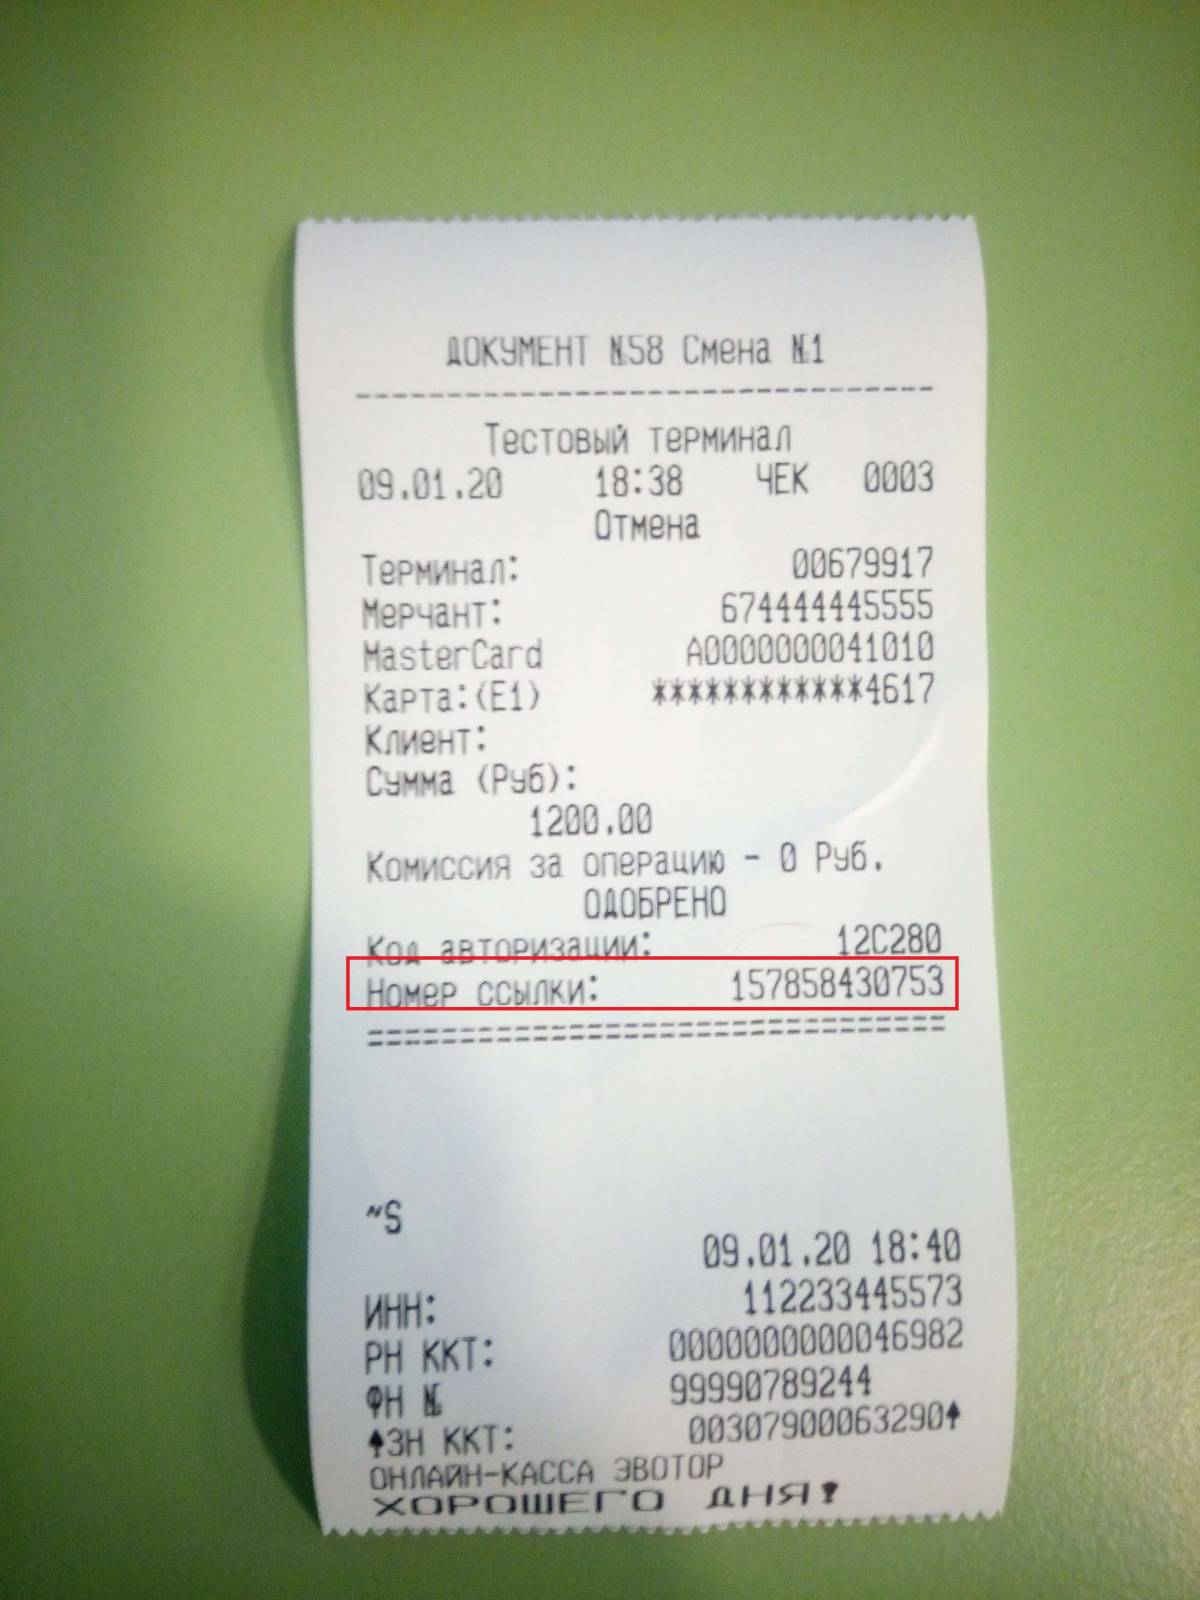 ДОКУМЕНТ №58 Смена №1
Тестовый терминал
09.01.20 18:38 ЧЕК 0003
Отмена
Терминал: 00679917
Мерчант: 674444445555
MasterCard A0000000041010
Карта:(E1) ************4617
Клиент:
Сумма (Руб):
1200.00
Комиссия за операцию - 0 Руб.
ОДОБРЕНО
Код авторизации: 12C280
Номер ссылки: 157858430753
~S
09.01.20 18:40
ИНН: 112233445573
РН ККТ: 0000000000046982
ФН № 99990789244
ЗН ККТ: 00307900063290
ОНЛАЙН-КАССА ЭВОТОР
ХОРОШЕГО ДНЯ!